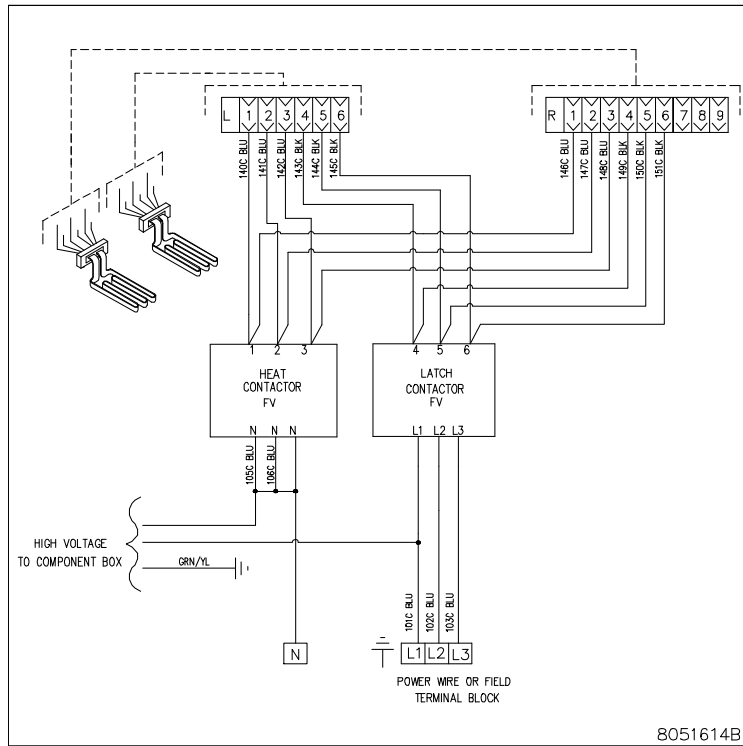 L 1 2 3 4 5 6
R 1 2 3 4 5 6 7 8 9
140C BLU
141C BLU
142C BLU
143C BLK
144C BLK
145C BLK
146C BLU
147C BLU
148C BLU
149C BLK
150C BLK
151C BLK
1 2 3
HEAT
CONTACTOR
FV
N N N
4 5 6
LATCH
CONTACTOR
FV
L1 L2 L3
105C BLU
106C BLU
HIGH VOLTAGE
TO COMPONENT BOX
GRN/YL
101C BLU
102C BLU
103C BLU
N
L1 L2 L3
POWER WIRE OR FIELD
TERMINAL BLOCK
8051614B